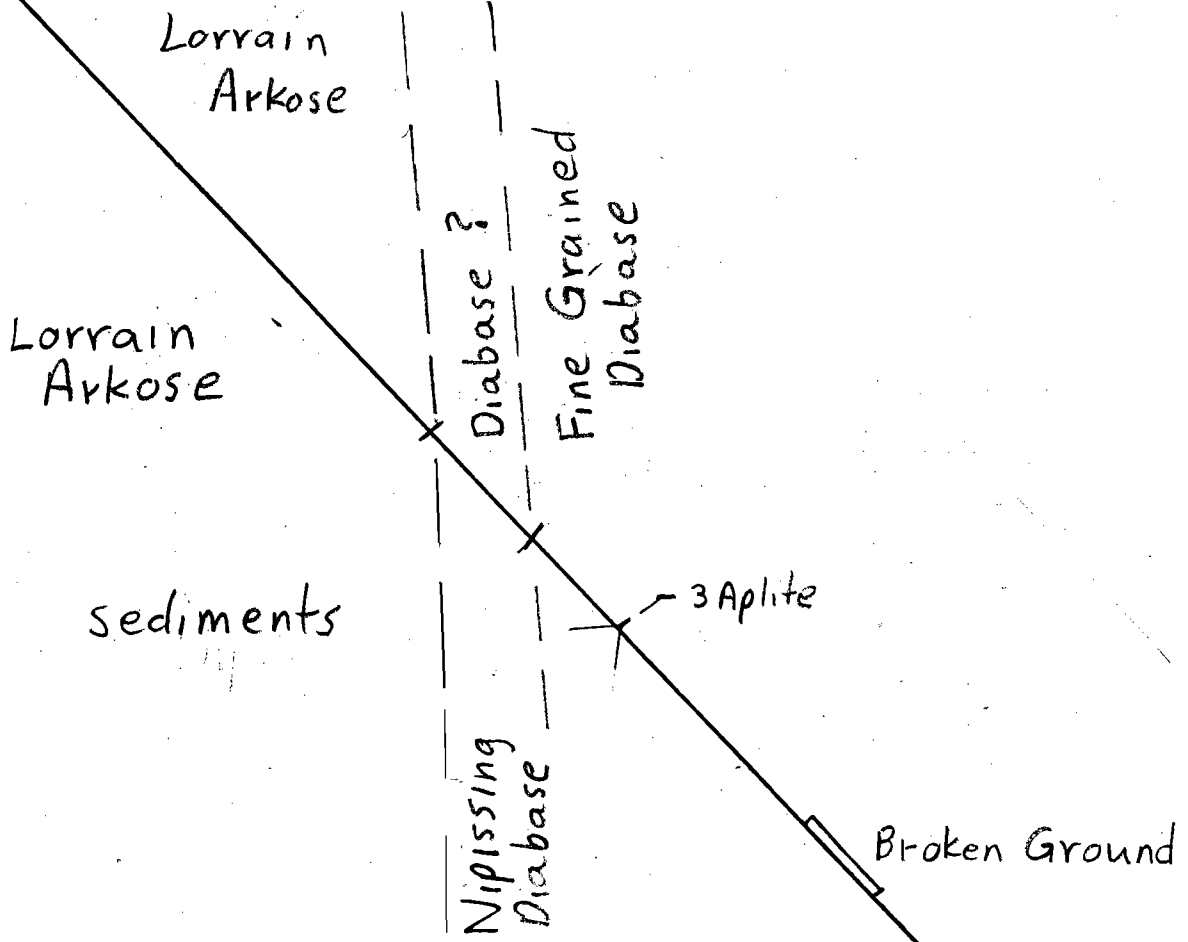 Lorrain
Arkose
Diabase ?
Fine Grained
Diabase
Lorrain
Arkose
sediments
3 Aplite
Nipissing
Diabase
Broken Ground